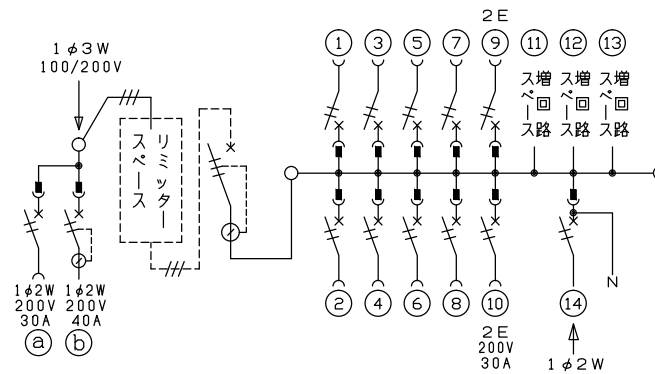 1φ3W
100/200V
リミッター
スペース
1φ2W
200V
30A
ⓐ
1φ2W
200V
40A
ⓑ
2E
① ③ ⑤ ⑦ ⑨ ⑪ ⑫ ⑬
増回路
スペース
増回路
スペース
増回路
スペース
② ④ ⑥ ⑧ ⑩ ⑭
N
2E
200V
30A
1φ2W